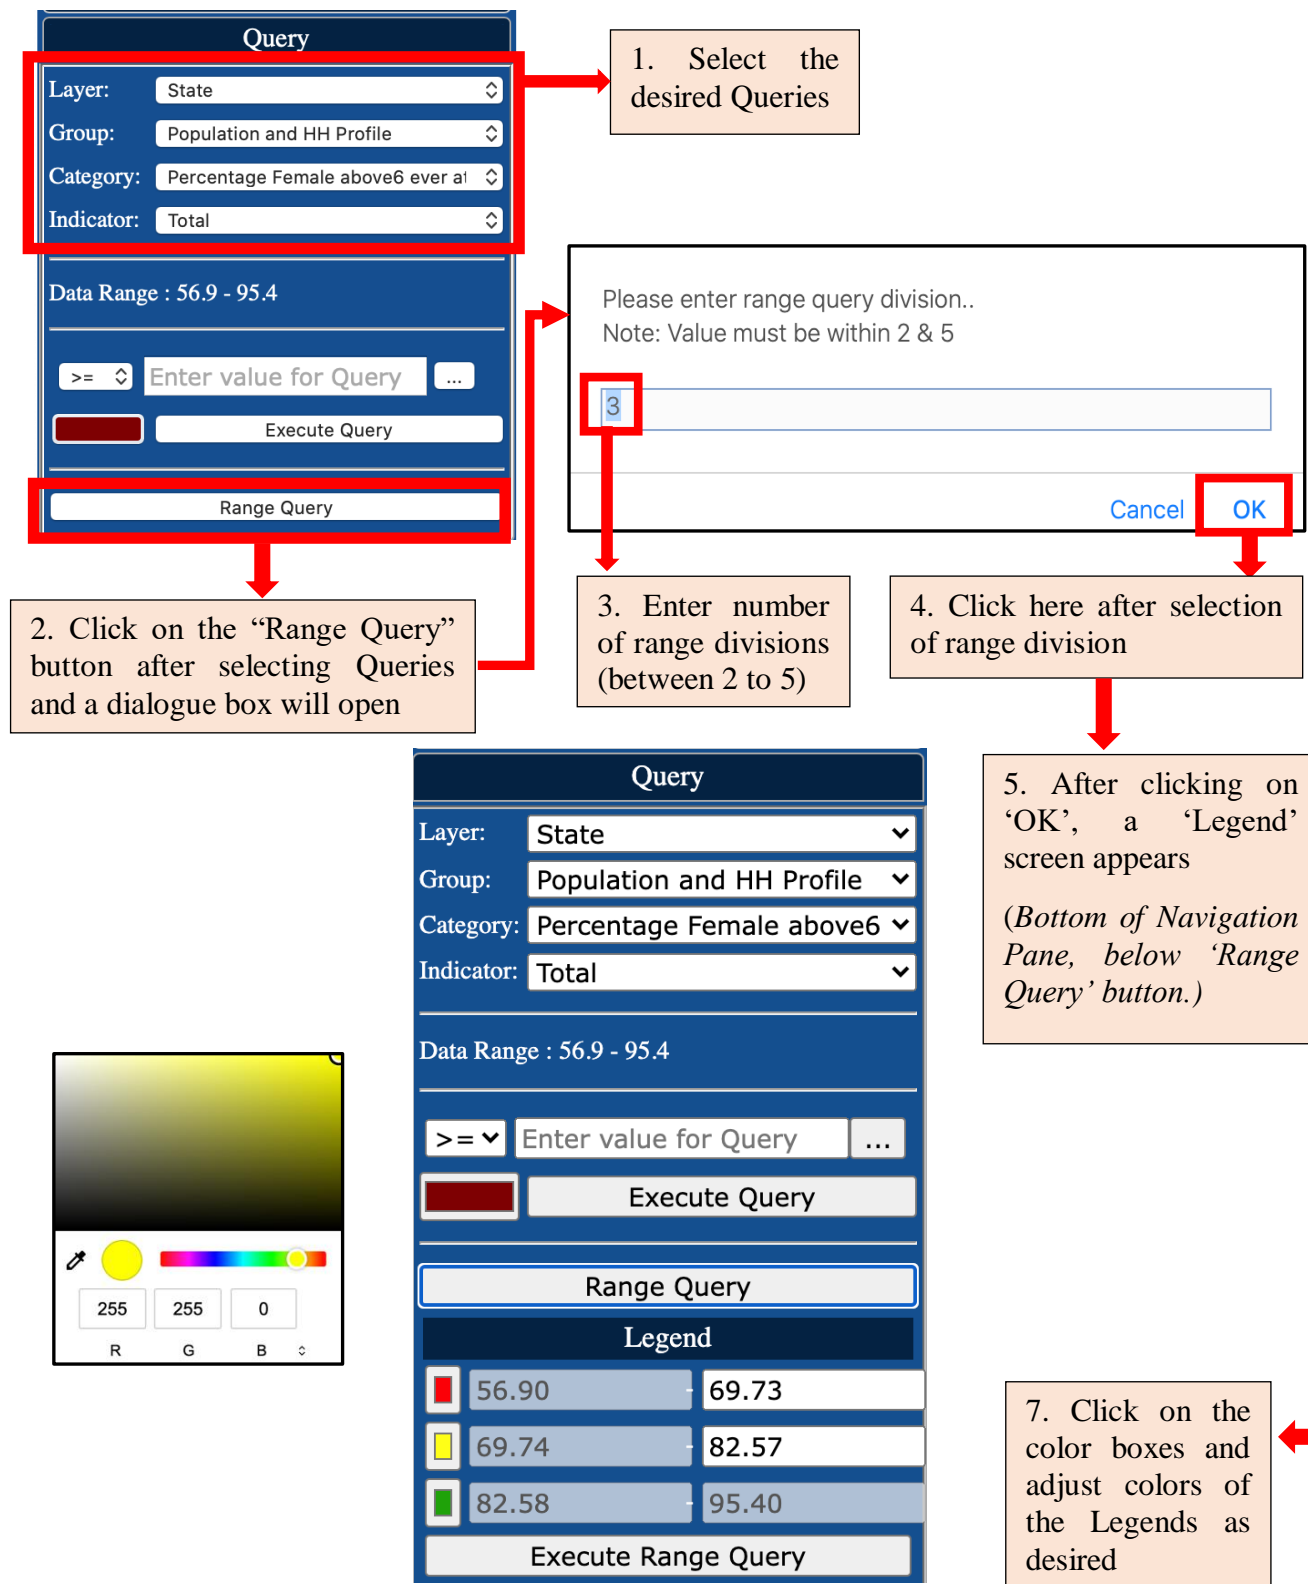 Query
Layer: State
Group: Population and HH Profile
Category: Percentage Female above6 ever at
Indicator: Total
Data Range : 56.9 - 95.4
>= Enter value for Query ...
Execute Query
Range Query
1. Select the
desired Queries
Please enter range query division..
Note: Value must be within 2 & 5
3
Cancel OK
2. Click on the “Range Query”
button after selecting Queries
and a dialogue box will open
3. Enter number
of range divisions
(between 2 to 5)
4. Click here after selection
of range division
5. After clicking on
‘OK’, a ‘Legend’
screen appears
(Bottom of Navigation
Pane, below ‘Range
Query’ button.)
Query
Layer: State
Group: Population and HH Profile
Category: Percentage Female above6
Indicator: Total
Data Range : 56.9 - 95.4
>= Enter value for Query ...
Execute Query
Range Query
Legend
56.90 - 69.73
69.74 - 82.57
82.58 - 95.40
Execute Range Query
255 255 0
R G B
7. Click on the
color boxes and
adjust colors of
the Legends as
desired